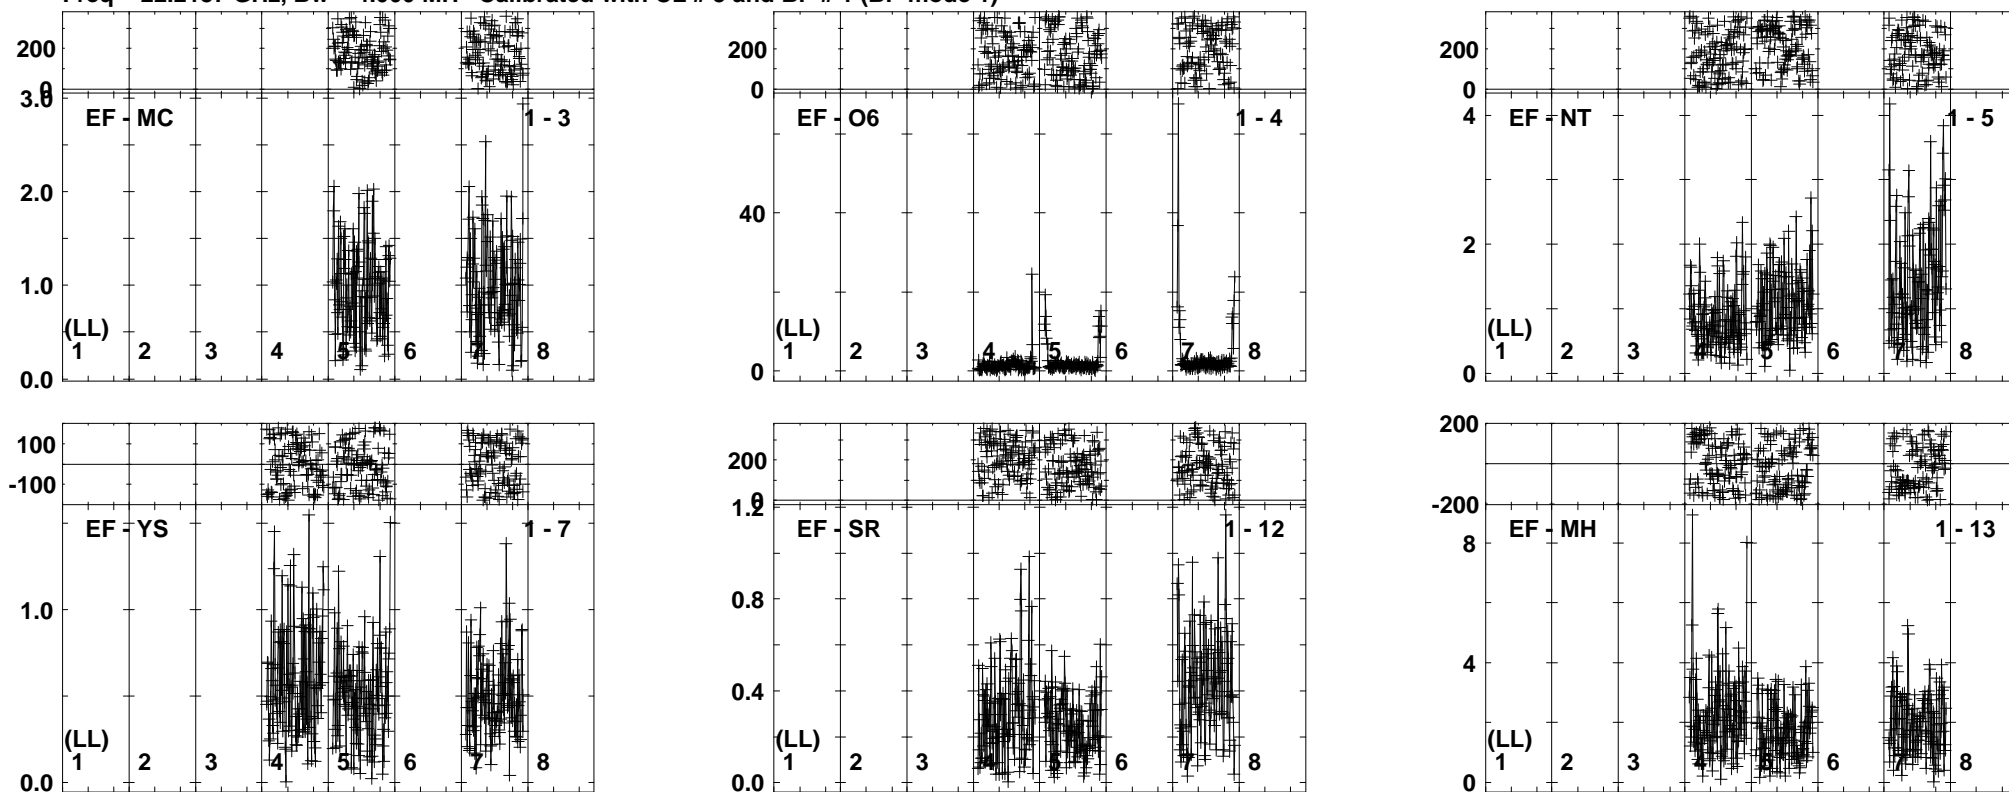 200
0
3.0
EF - MC
1 - 3
2.0
1.0
(LL)
1 2 3 4 5 6 7 8
0.0
200
0
EF - O6
1 - 4
40
(LL)
1 2 3 4 5 6 7 8
0
200
0
4
EF - NT
1 - 5
2
(LL)
1 2 3 4 5 6 7 8
0
100
-100
EF - YS
1 - 7
1.0
(LL)
1 2 3 4 5 6 7 8
0.0
200
0
1.2
EF - SR
1 - 12
0.8
0.4
(LL)
1 2 3 4 5 6 7 8
0.0
200
-200
8
EF - MH
1 - 13
4
(LL)
1 2 3 4 5 6 7 8
0